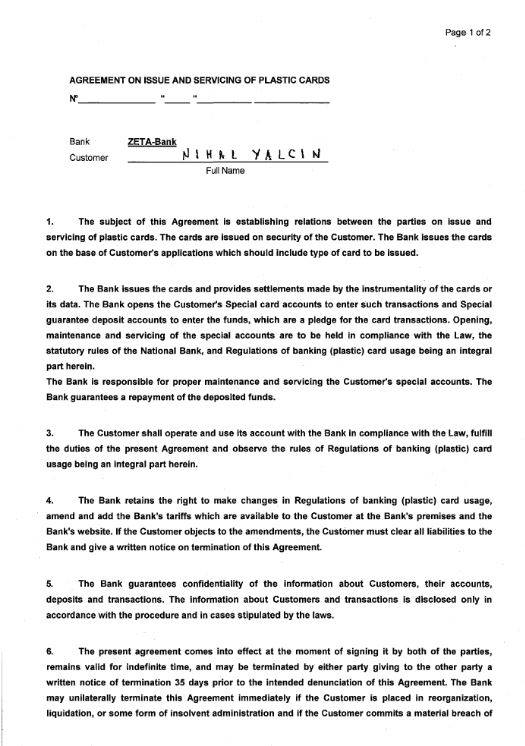 Page 1 of 2
AGREEMENT ON ISSUE AND SERVICING OF PLASTIC CARDS
Nº______________ "_____ "___________ ______________
Bank ZETA-Bank
Customer NIHAL YALCIN
Full Name
1. The subject of this Agreement is establishing relations between the parties on issue and
servicing of plastic cards. The cards are issued on security of the Customer. The Bank issues the cards
on the base of Customer's applications which should include type of card to be issued.
2. The Bank issues the cards and provides settlements made by the instrumentality of the cards or
its data. The Bank opens the Customer's Special card accounts to enter such transactions and Special
guarantee deposit accounts to enter the funds, which are a pledge for the card transactions. Opening,
maintenance and servicing of the special accounts are to be held in compliance with the Law, the
statutory rules of the National Bank, and Regulations of banking (plastic) card usage being an integral
part herein.
The Bank is responsible for proper maintenance and servicing the Customer's special accounts. The
Bank guarantees a repayment of the deposited funds.
3. The Customer shall operate and use its account with the Bank in compliance with the Law, fulfill
the duties of the present Agreement and observe the rules of Regulations of banking (plastic) card
usage being an integral part herein.
4. The Bank retains the right to make changes in Regulations of banking (plastic) card usage,
amend and add the Bank's tariffs which are available to the Customer at the Bank's premises and the
Bank's website. If the Customer objects to the amendments, the Customer must clear all liabilities to the
Bank and give a written notice on termination of this Agreement.
5. The Bank guarantees confidentiality of the information about Customers, their accounts,
deposits and transactions. The information about Customers and transactions is disclosed only in
accordance with the procedure and in cases stipulated by the laws.
6. The present agreement comes into effect at the moment of signing it by both of the parties,
remains valid for indefinite time, and may be terminated by either party giving to the other party a
written notice of termination 35 days prior to the intended denunciation of this Agreement. The Bank
may unilaterally terminate this Agreement immediately if the Customer is placed in reorganization,
liquidation, or some form of insolvent administration and if the Customer commits a material breach of